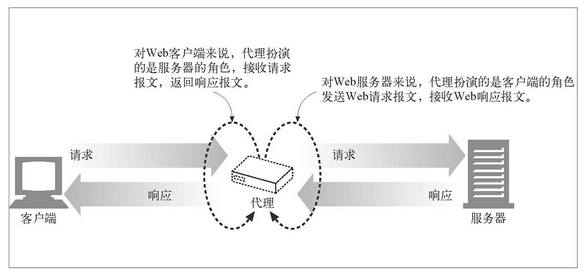 对Web客户端来说，代理扮演
的是服务器的角色，接收请求
报文，返回响应报文。
对Web服务器来说，代理扮演的是客户端的角色
发送Web请求报文，接收Web响应报文。
请求
请求
响应
响应
代理
客户端
服务器